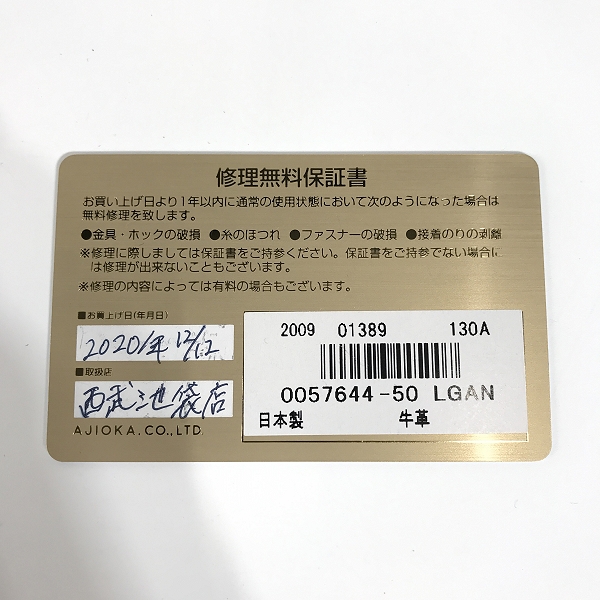 修理無料保証書
お買い上げ日より1年以内に通常の使用状態において次のようになった場合は
無料修理を致します。
●金具・ホックの破損 ●糸のほつれ ●ファスナーの破損 ●接着のりの剥離
※修理に際しましては保証書をご持参ください。保証書をご持参でない場合に
は修理が出来ないこともございます。
※修理の内容によっては有料の場合もございます。
■お買上げ日(年月日)
2020年12/12
■取扱店
西武池袋店
AJIOKA.CO.,LTD.
2009 01389 130A
0057644-50 LGAN
日本製 牛革